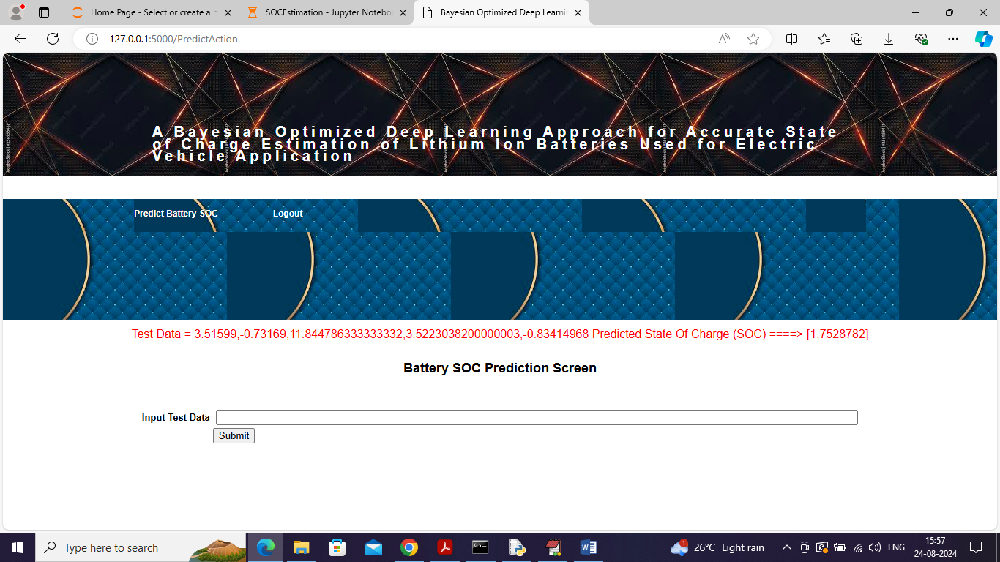 Home Page - Select or create a n
SOCEstimation - Jupyter Notebo
Bayesian Optimized Deep Learnin
127.0.0.1:5000/PredictAction
A Bayesian Optimized Deep Learning Approach for Accurate State
of Charge Estimation of Lithium Ion Batteries Used for Electric
Vehicle Application
Predict Battery SOC
Logout
Test Data = 3.51599,-0.73169,11.844786333333332,3.5223038200000003,-0.83414968 Predicted State Of Charge (SOC) ====> [1.7528782]
Battery SOC Prediction Screen
Input Test Data
Submit
Type here to search
1
26°C Light rain
ENG
15:57
24-08-2024